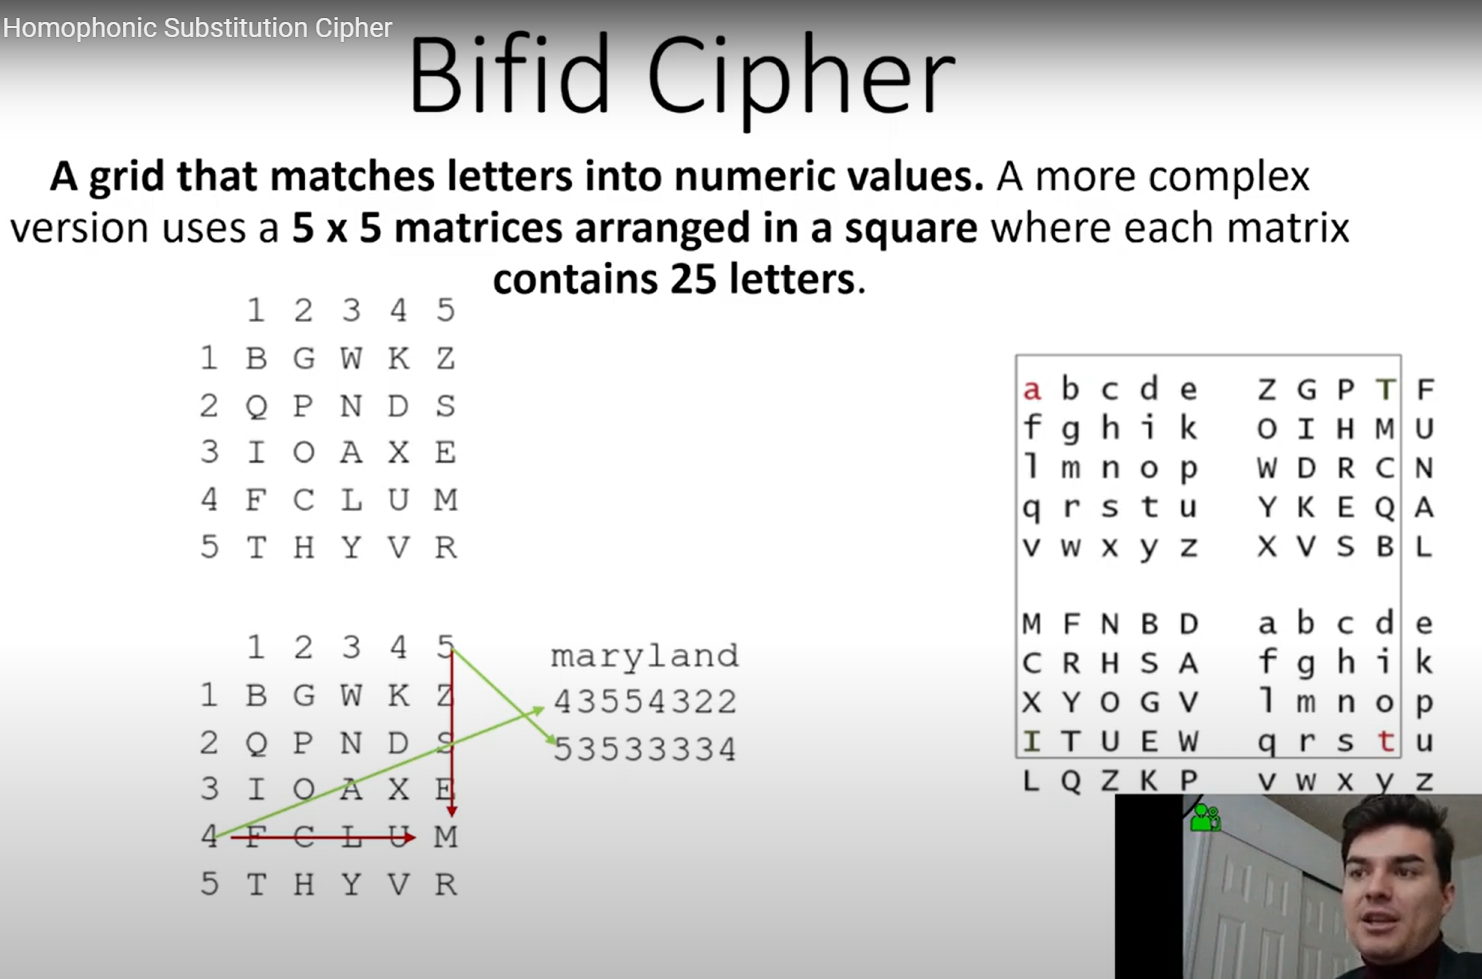 Homophonic Substitution Cipher
Bifid Cipher
A grid that matches letters into numeric values. A more complex
version uses a 5 x 5 matrices arranged in a square where each matrix
contains 25 letters.
1 2 3 4 5
1 B G W K Z
2 Q P N D S
3 I O A X E
4 F C L U M
5 T H Y V R
1 2 3 4 5
1 B G W K Z
2 Q P N D S
3 I O A X E
4 F C L U M
5 T H Y V R
maryland
43554322
53533334
a b c d e Z G P T F
f g h i k O I H M U
l m n o p W D R C N
q r s t u Y K E Q A
v w x y z X V S B L
M F N B D a b c d e
C R H S A f g h i k
X Y O G V l m n o p
I T U E W q r s t u
L Q Z K P v w x y z